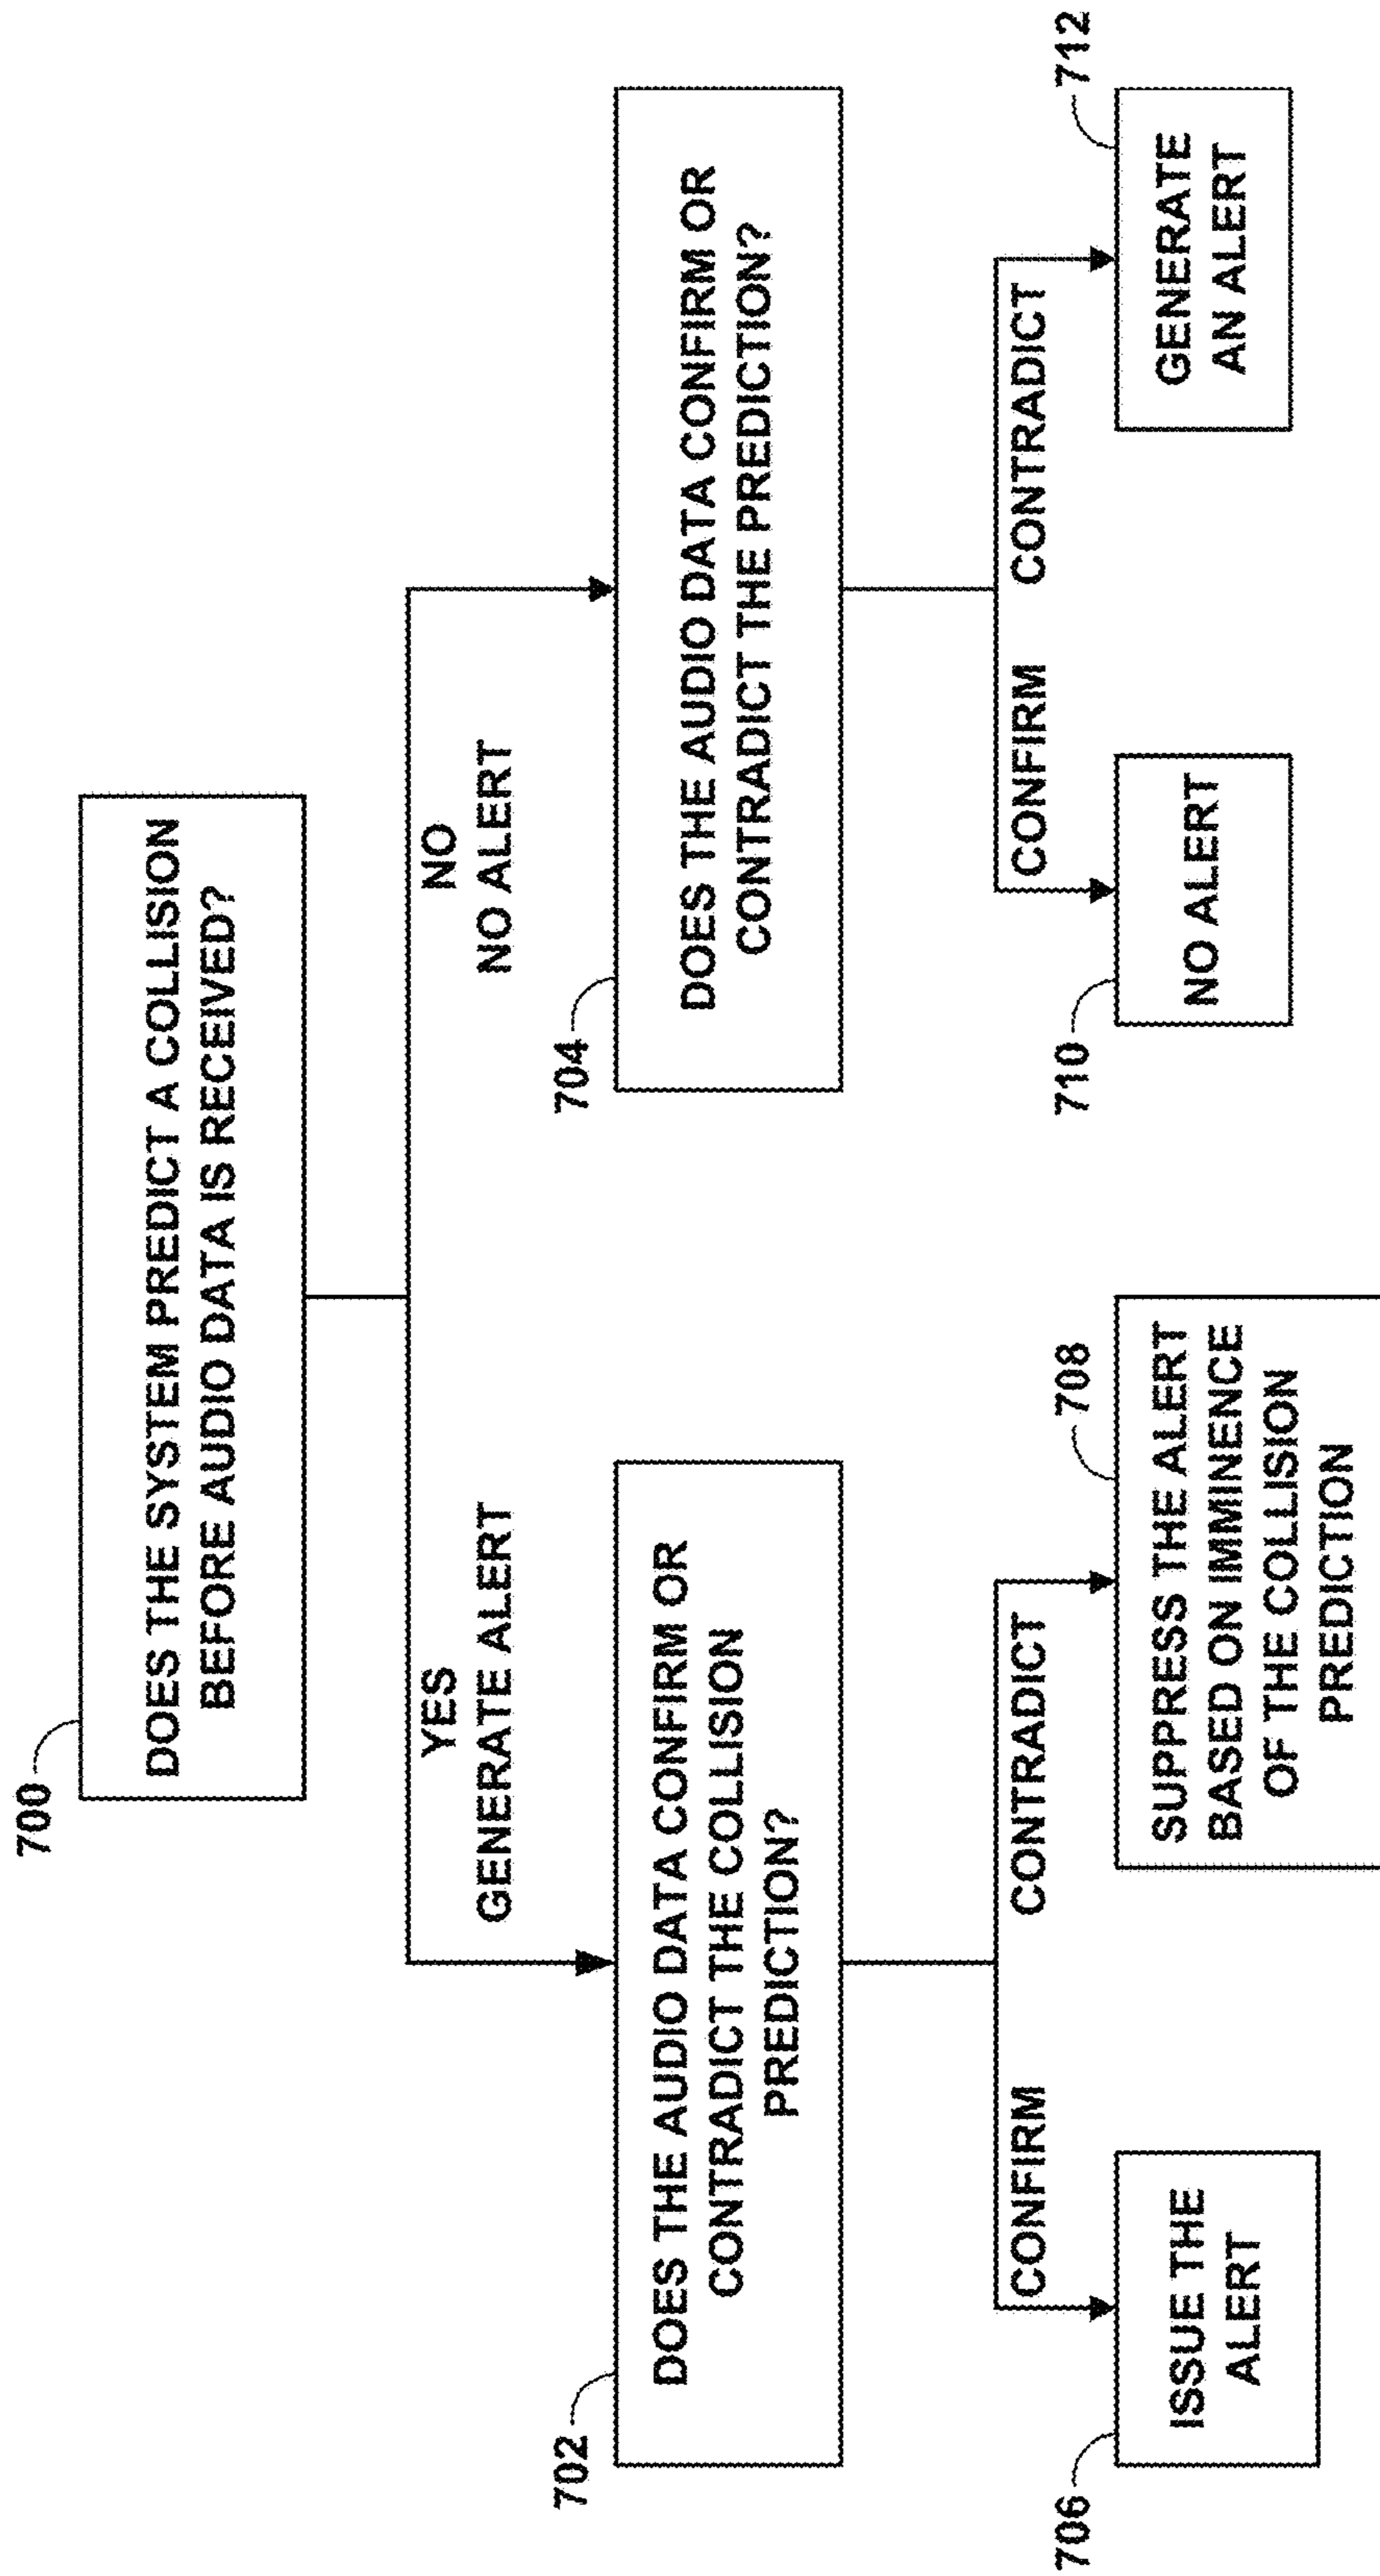 700
DOES THE SYSTEM PREDICT A COLLISION
BEFORE AUDIO DATA IS RECEIVED?
YES
GENERATE ALERT
NO
NO ALERT
702
DOES THE AUDIO DATA CONFIRM OR
CONTRADICT THE COLLISION
PREDICTION?
704
DOES THE AUDIO DATA CONFIRM OR
CONTRADICT THE PREDICTION?
CONFIRM
CONTRADICT
CONFIRM
CONTRADICT
706
ISSUE THE
ALERT
708
SUPPRESS THE ALERT
BASED ON IMMINENCE
OF THE COLLISION
PREDICTION
710
NO ALERT
712
GENERATE
AN ALERT